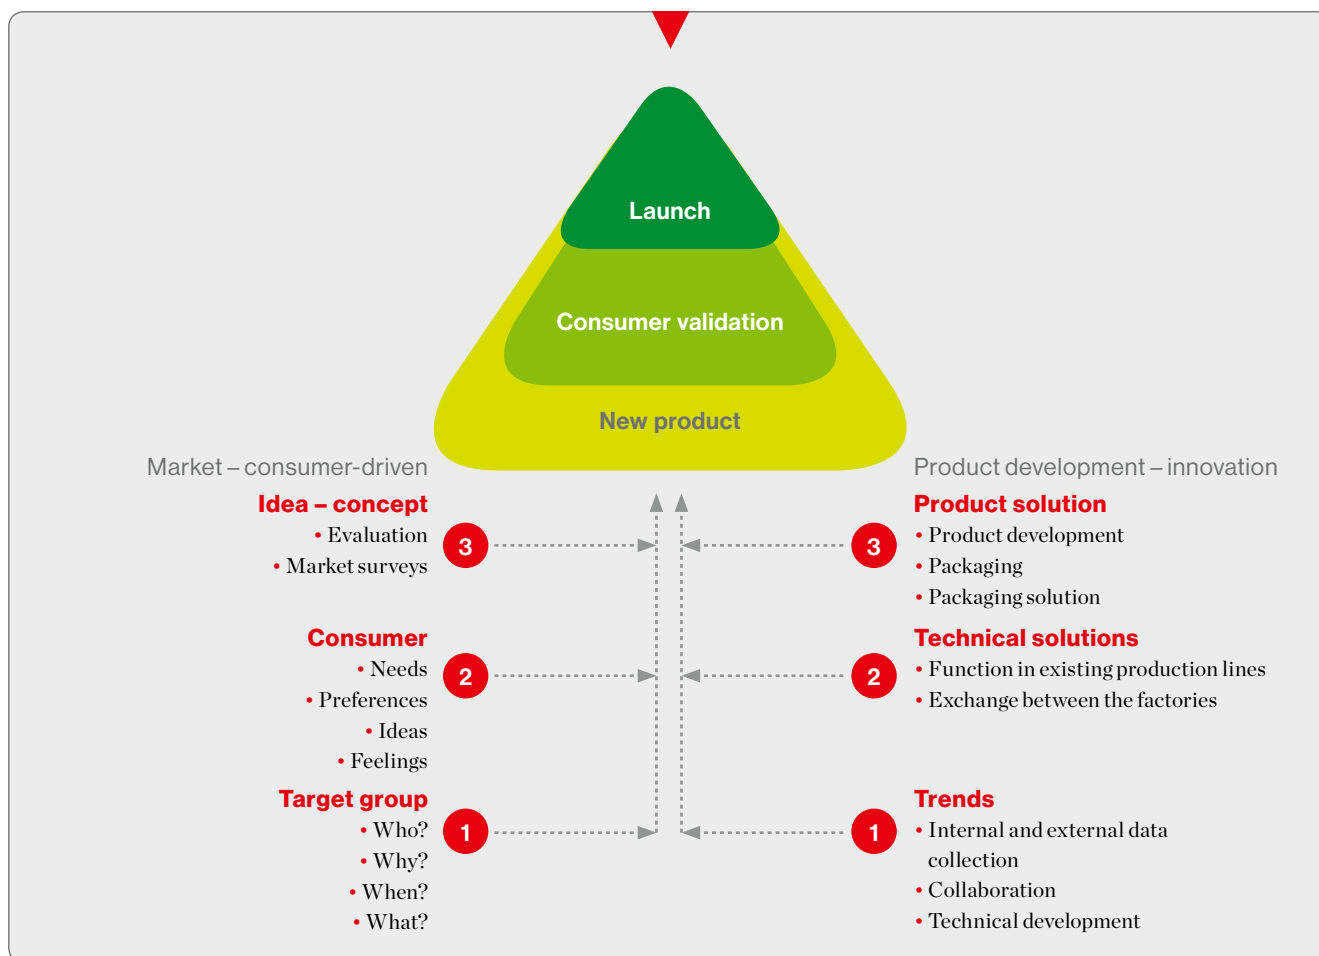 Launch
Consumer validation
New product
Market – consumer-driven
Idea – concept
• Evaluation
• Market surveys
3
Consumer
• Needs
• Preferences
• Ideas
• Feelings
2
Target group
• Who?
• Why?
• When?
• What?
1
Product development – innovation
Product solution
• Product development
• Packaging
• Packaging solution
3
Technical solutions
• Function in existing production lines
• Exchange between the factories
2
Trends
• Internal and external data
collection
• Collaboration
• Technical development
1